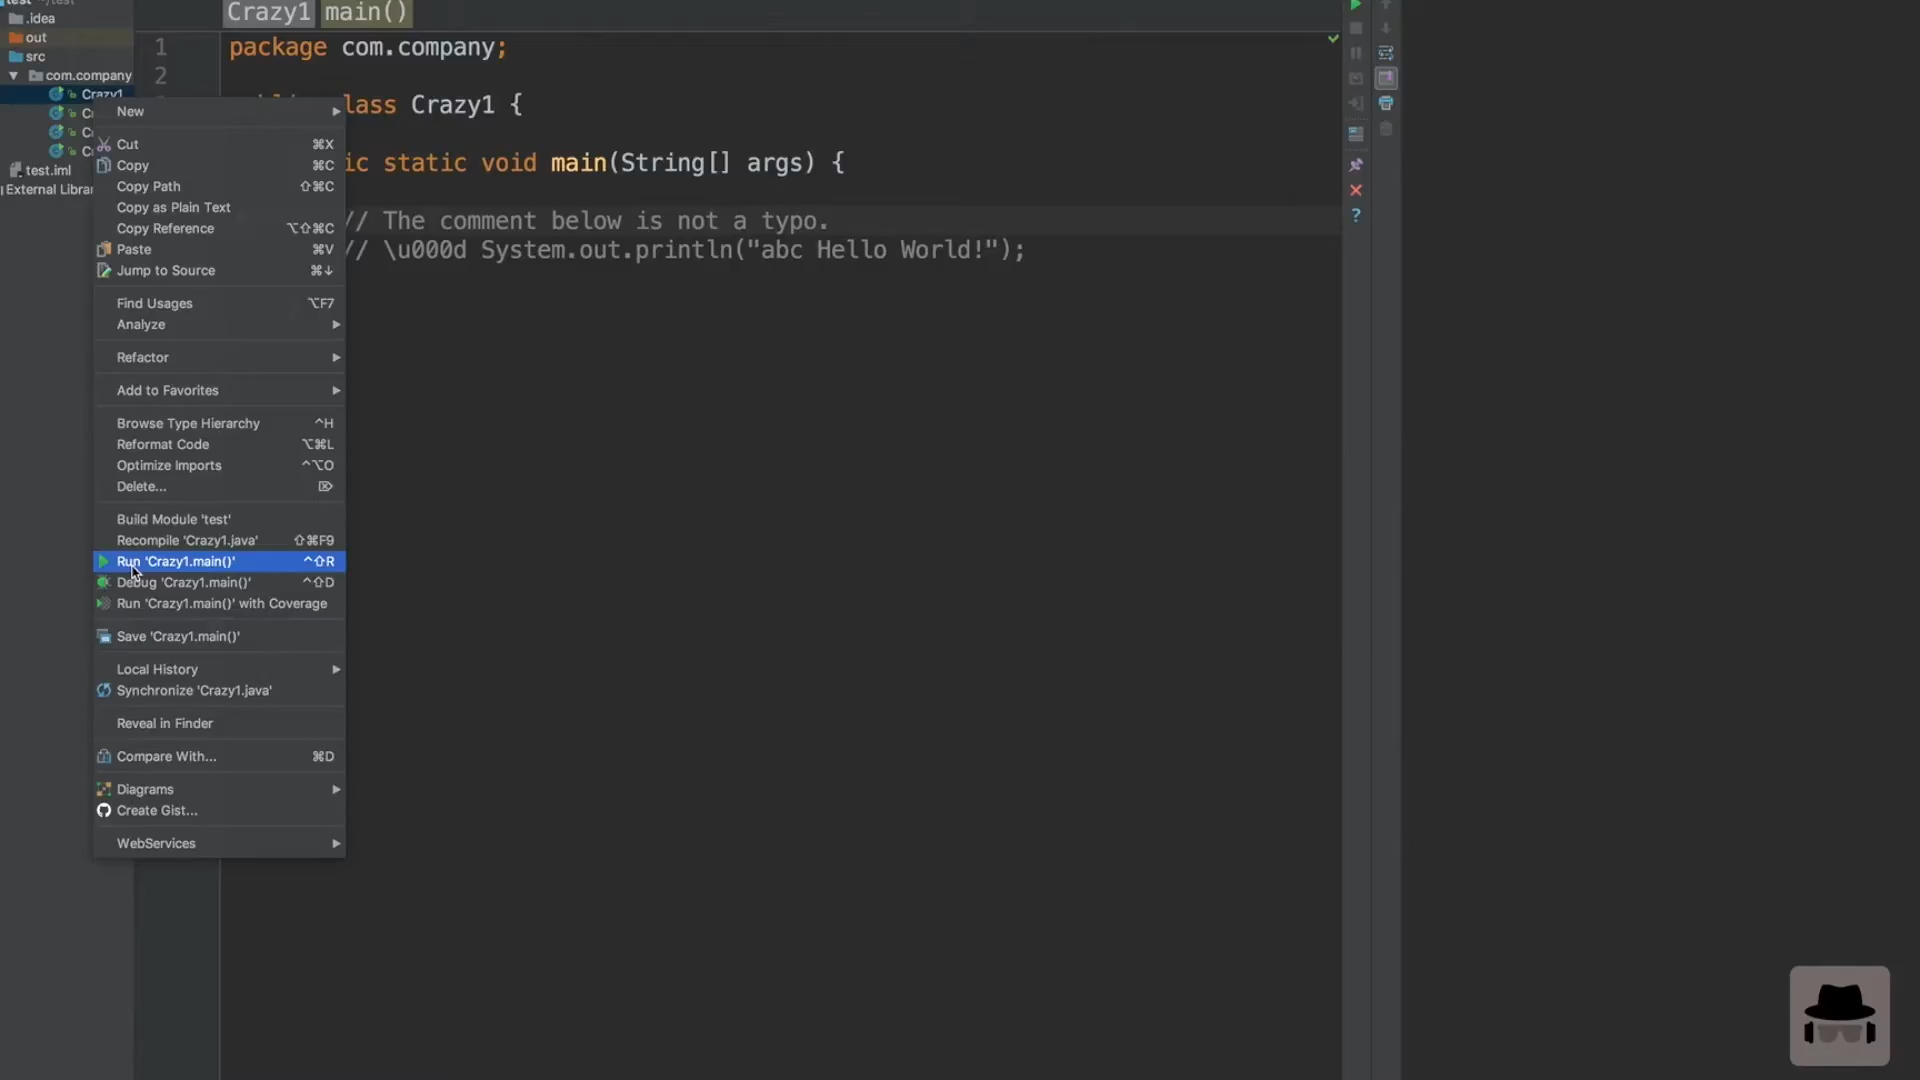 test ~/test
.idea
out
src
com.company
Crazy1
C
C
C
test.iml
External Libra
Crazy1 main()
1 package com.company;
2
lass Crazy1 {
ic static void main(String[] args) {
// The comment below is not a typo.
// \u000d System.out.println("abc Hello World!");
New
Cut ⌘X
Copy ⌘C
Copy Path ⇧⌘C
Copy as Plain Text
Copy Reference ⌥⇧⌘C
Paste ⌘V
Jump to Source ⌘↓
Find Usages ⌥F7
Analyze
Refactor
Add to Favorites
Browse Type Hierarchy ^H
Reformat Code ⌥⌘L
Optimize Imports ^⌥O
Delete... ⌦
Build Module 'test'
Recompile 'Crazy1.java' ⇧⌘F9
Run 'Crazy1.main()' ^⇧R
Debug 'Crazy1.main()' ^⇧D
Run 'Crazy1.main()' with Coverage
Save 'Crazy1.main()'
Local History
Synchronize 'Crazy1.java'
Reveal in Finder
Compare With... ⌘D
Diagrams
Create Gist...
WebServices